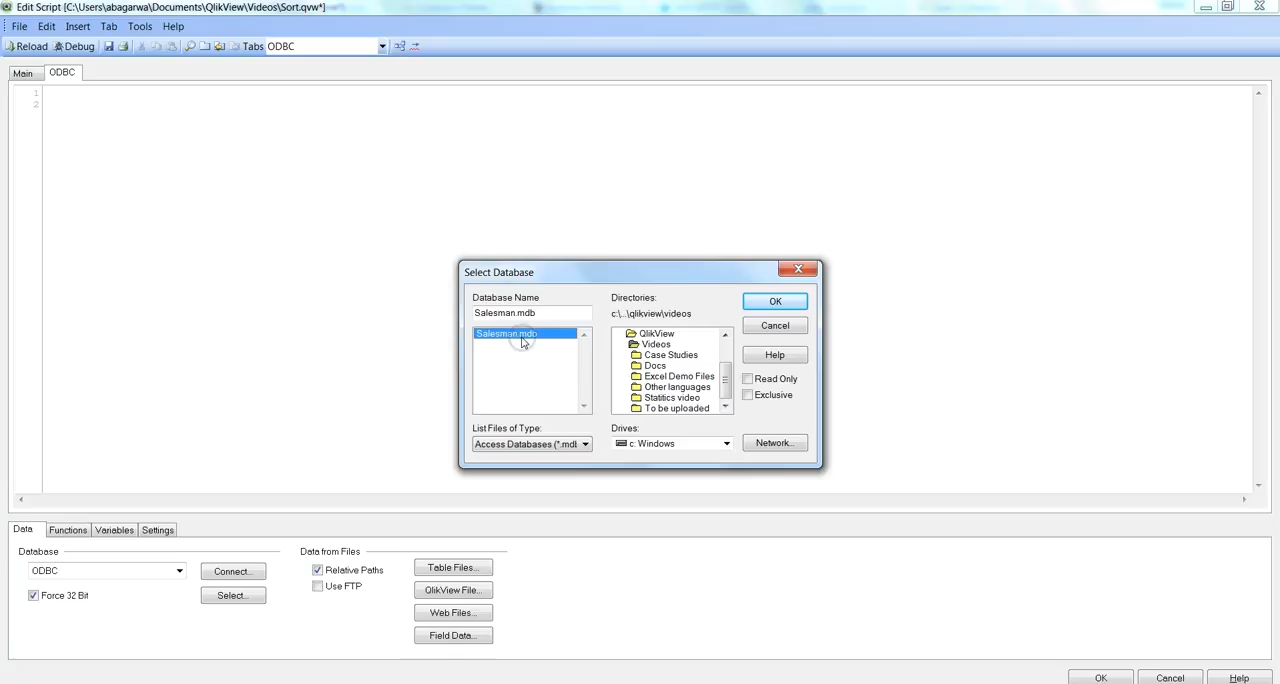 Edit Script [C:\Users\abagarwa\Documents\QlikView\Videos\Sort.qvw*]
File Edit Insert Tab Tools Help
Reload Debug Tabs ODBC
Main ODBC
1
2
Select Database
Database Name
Salesman.mdb
Salesman.mdb
List Files of Type:
Access Databases (*.mdb
Directories:
c:\...\qlikview\videos
QlikView
Videos
Case Studies
Docs
Excel Demo Files
Other languages
Statitics video
To be uploaded
Drives:
c: Windows
OK
Cancel
Help
Read Only
Exclusive
Network...
Data Functions Variables Settings
Database
ODBC
Connect...
Force 32 Bit
Select...
Data from Files
Relative Paths
Use FTP
Table Files...
QlikView File...
Web Files...
Field Data...
OK Cancel Help